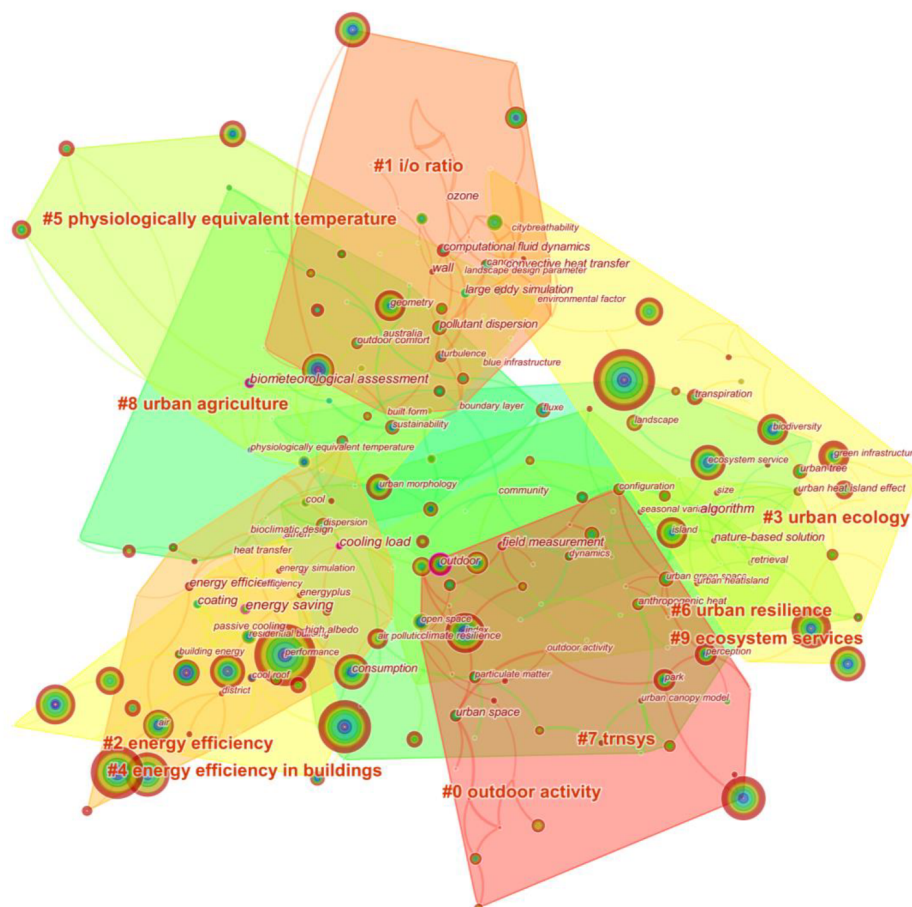 #1 i/o ratio
ozone
#5 physiologically equivalent temperature
citybreathability
computational fluid dynamics
convective heat transfer
wall
landscape design parameter
large eddy simulation
environmental factor
geometry
pollutant dispersion
australia
outdoor comfort
turbulence
blue infrastructure
biometeorological assessment
transpiration
#8 urban agriculture
built form
boundary layer
fluxe
landscape
sustainability
biodiversity
physiologically equivalent temperature
green infrastructure
ecosystem service
urban tree
urban morphology
community
configuration
size
urban heat island effect
cool
seasonal
algorithm
#3 urban ecology
dispersion
bioclimatic design
island
cooling load
field measurement
nature-based solution
heat transfer
dynamics
outdoor
retrieval
energy simulation
urban green space
urban heatisland
energy efficiency
energyplus
coating
energy saving
anthropogenic heat
#6 urban resilience
open space
passive cooling
high albedo
residential building
air
climate resilience
#9 ecosystem services
building energy
performance
outdoor activity
perception
consumption
cool roof
particulate matter
park
district
urban canopy model
urban space
air
#2 energy efficiency
#7 trnsys
#4 energy efficiency in buildings
#0 outdoor activity